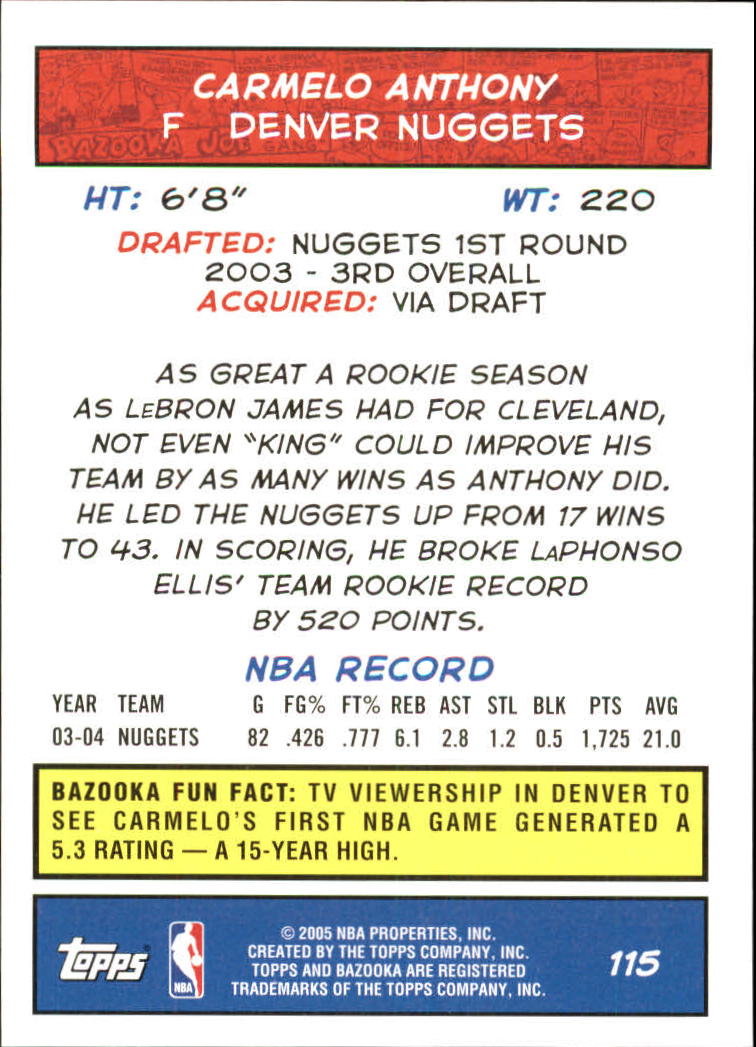 CARMELO ANTHONY
F DENVER NUGGETS
BAZOOKA JOE
HT: 6'8" WT: 220
DRAFTED: NUGGETS 1ST ROUND
2003 - 3RD OVERALL
ACQUIRED: VIA DRAFT
AS GREAT A ROOKIE SEASON
AS LEBRON JAMES HAD FOR CLEVELAND,
NOT EVEN "KING" COULD IMPROVE HIS
TEAM BY AS MANY WINS AS ANTHONY DID.
HE LED THE NUGGETS UP FROM 17 WINS
TO 43. IN SCORING, HE BROKE LAPHONSO
ELLIS' TEAM ROOKIE RECORD
BY 520 POINTS.
NBA RECORD
YEAR TEAM G FG% FT% REB AST STL BLK PTS AVG
03-04 NUGGETS 82 .426 .777 6.1 2.8 1.2 0.5 1,725 21.0
BAZOOKA FUN FACT: TV VIEWERSHIP IN DENVER TO
SEE CARMELO'S FIRST NBA GAME GENERATED A
5.3 RATING — A 15-YEAR HIGH.
Topps
NBA
© 2005 NBA PROPERTIES, INC.
CREATED BY THE TOPPS COMPANY, INC.
TOPPS AND BAZOOKA ARE REGISTERED
TRADEMARKS OF THE TOPPS COMPANY, INC.
115